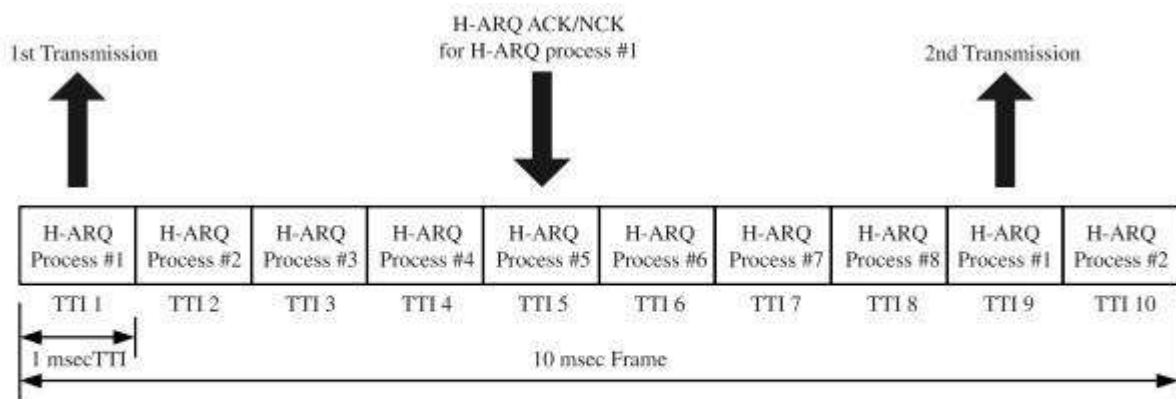 H-ARQ ACK/NCK
for H-ARQ process #1
1st Transmission
2nd Transmission
H-ARQ Process #1
H-ARQ Process #2
H-ARQ Process #3
H-ARQ Process #4
H-ARQ Process #5
H-ARQ Process #6
H-ARQ Process #7
H-ARQ Process #8
H-ARQ Process #1
H-ARQ Process #2
TTI 1
TTI 2
TTI 3
TTI 4
TTI 5
TTI 6
TTI 7
TTI 8
TTI 9
TTI 10
1 msecTTI
10 msec Frame